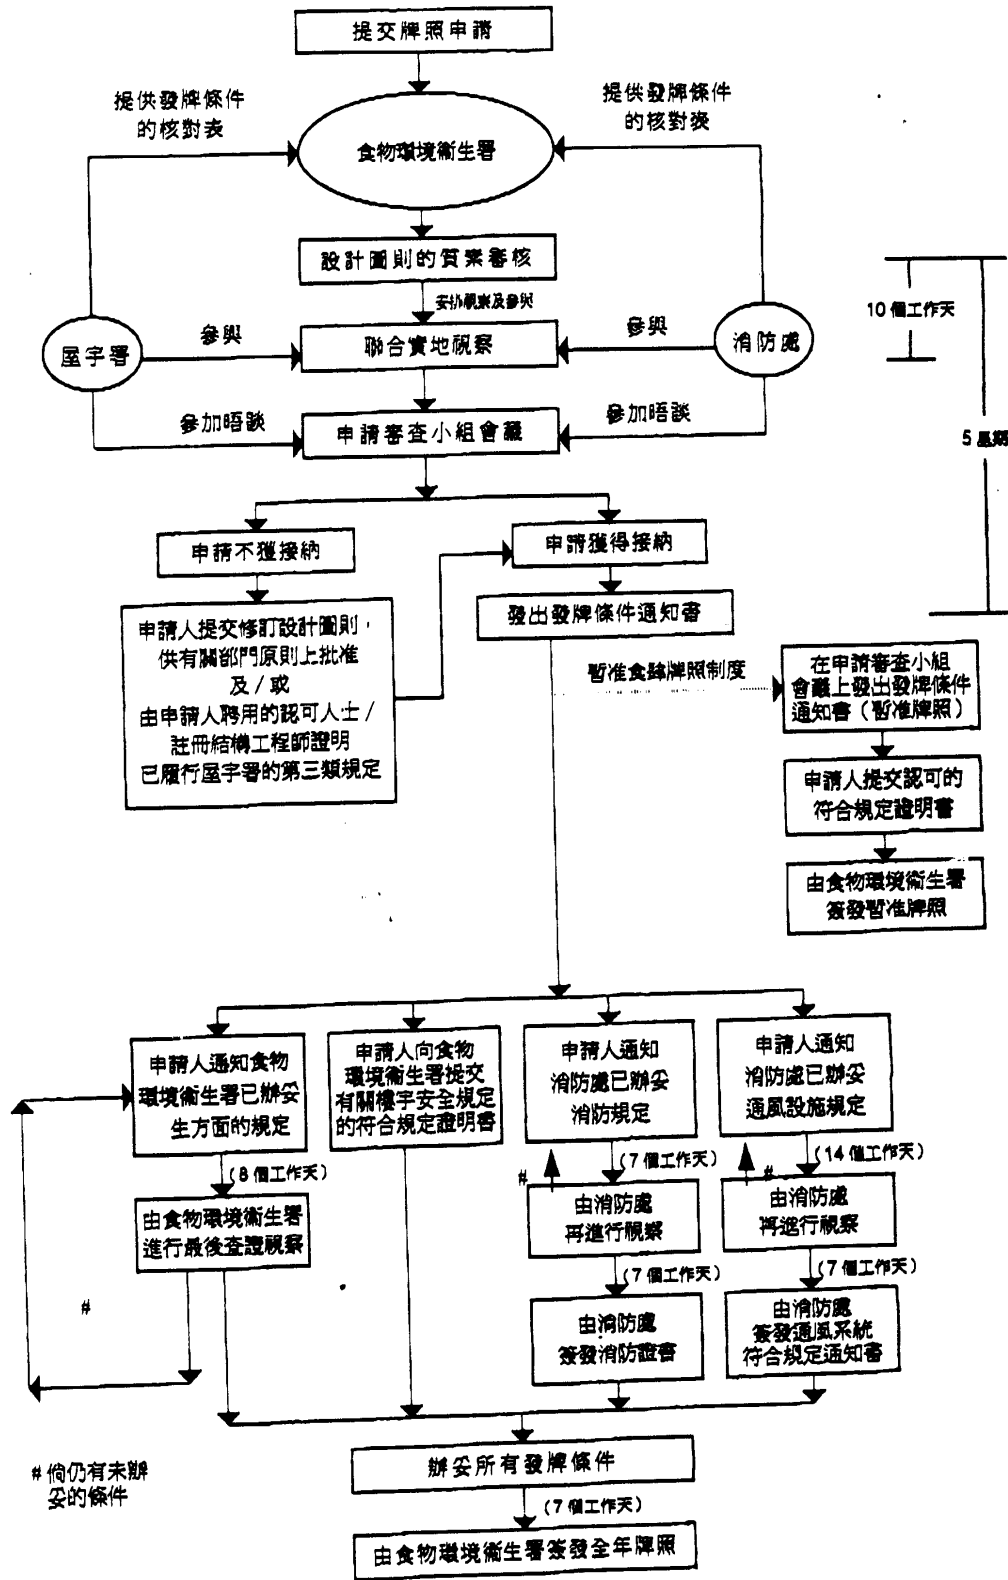 提交牌照申請
提供發牌條件
的核對表
提供發牌條件
的核對表
食物環境衞生署
設計圖則的質素審核
安排視察及參與
10 個工作天
屋宇署
參與
聯合實地視察
參與
消防處
參加晤談
申請審查小組會議
參加晤談
5 星期
申請不獲接納
申請獲得接納
申請人提交修訂設計圖則，
供有關部門原則上批准
及 / 或
由申請人聘用的認可人士 /
註冊結構工程師證明
已履行屋宇署的第三類規定
發出發牌條件通知書
暫准食肆牌照制度
在申請審查小組
會議上發出發牌條件
通知書（暫准牌照）
申請人提交認可的
符合規定證明書
由食物環境衞生署
簽發暫准牌照
申請人通知食物
環境衞生署已辦妥
生方面的規定
申請人向食物
環境衞生署提交
有關樓宇安全規定
的符合規定證明書
申請人通知
消防處已辦妥
消防規定
申請人通知
消防處已辦妥
通風設施規定
（8 個工作天）
#
（7 個工作天）
#
（14 個工作天）
由食物環境衞生署
進行最後查證視察
由消防處
再進行視察
由消防處
再進行視察
（7 個工作天）
（7 個工作天）
#
由消防處
簽發消防證書
由消防處
簽發通風系統
符合規定通知書
# 倘仍有未辦
妥的條件
辦妥所有發牌條件
（7 個工作天）
由食物環境衞生署簽發全年牌照